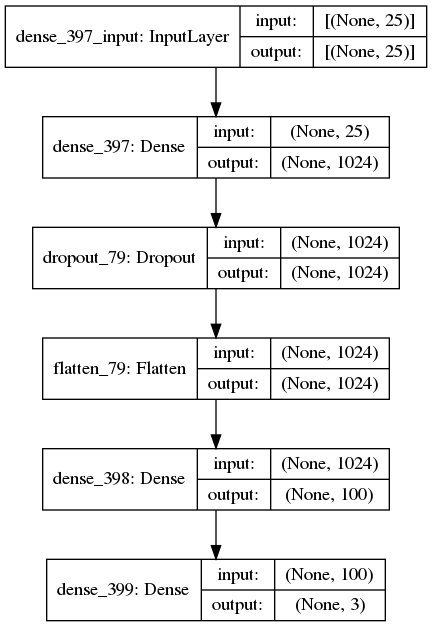 dense_397_input: InputLayer
input: [(None, 25)]
output: [(None, 25)]
dense_397: Dense
input: (None, 25)
output: (None, 1024)
dropout_79: Dropout
input: (None, 1024)
output: (None, 1024)
flatten_79: Flatten
input: (None, 1024)
output: (None, 1024)
dense_398: Dense
input: (None, 1024)
output: (None, 100)
dense_399: Dense
input: (None, 100)
output: (None, 3)